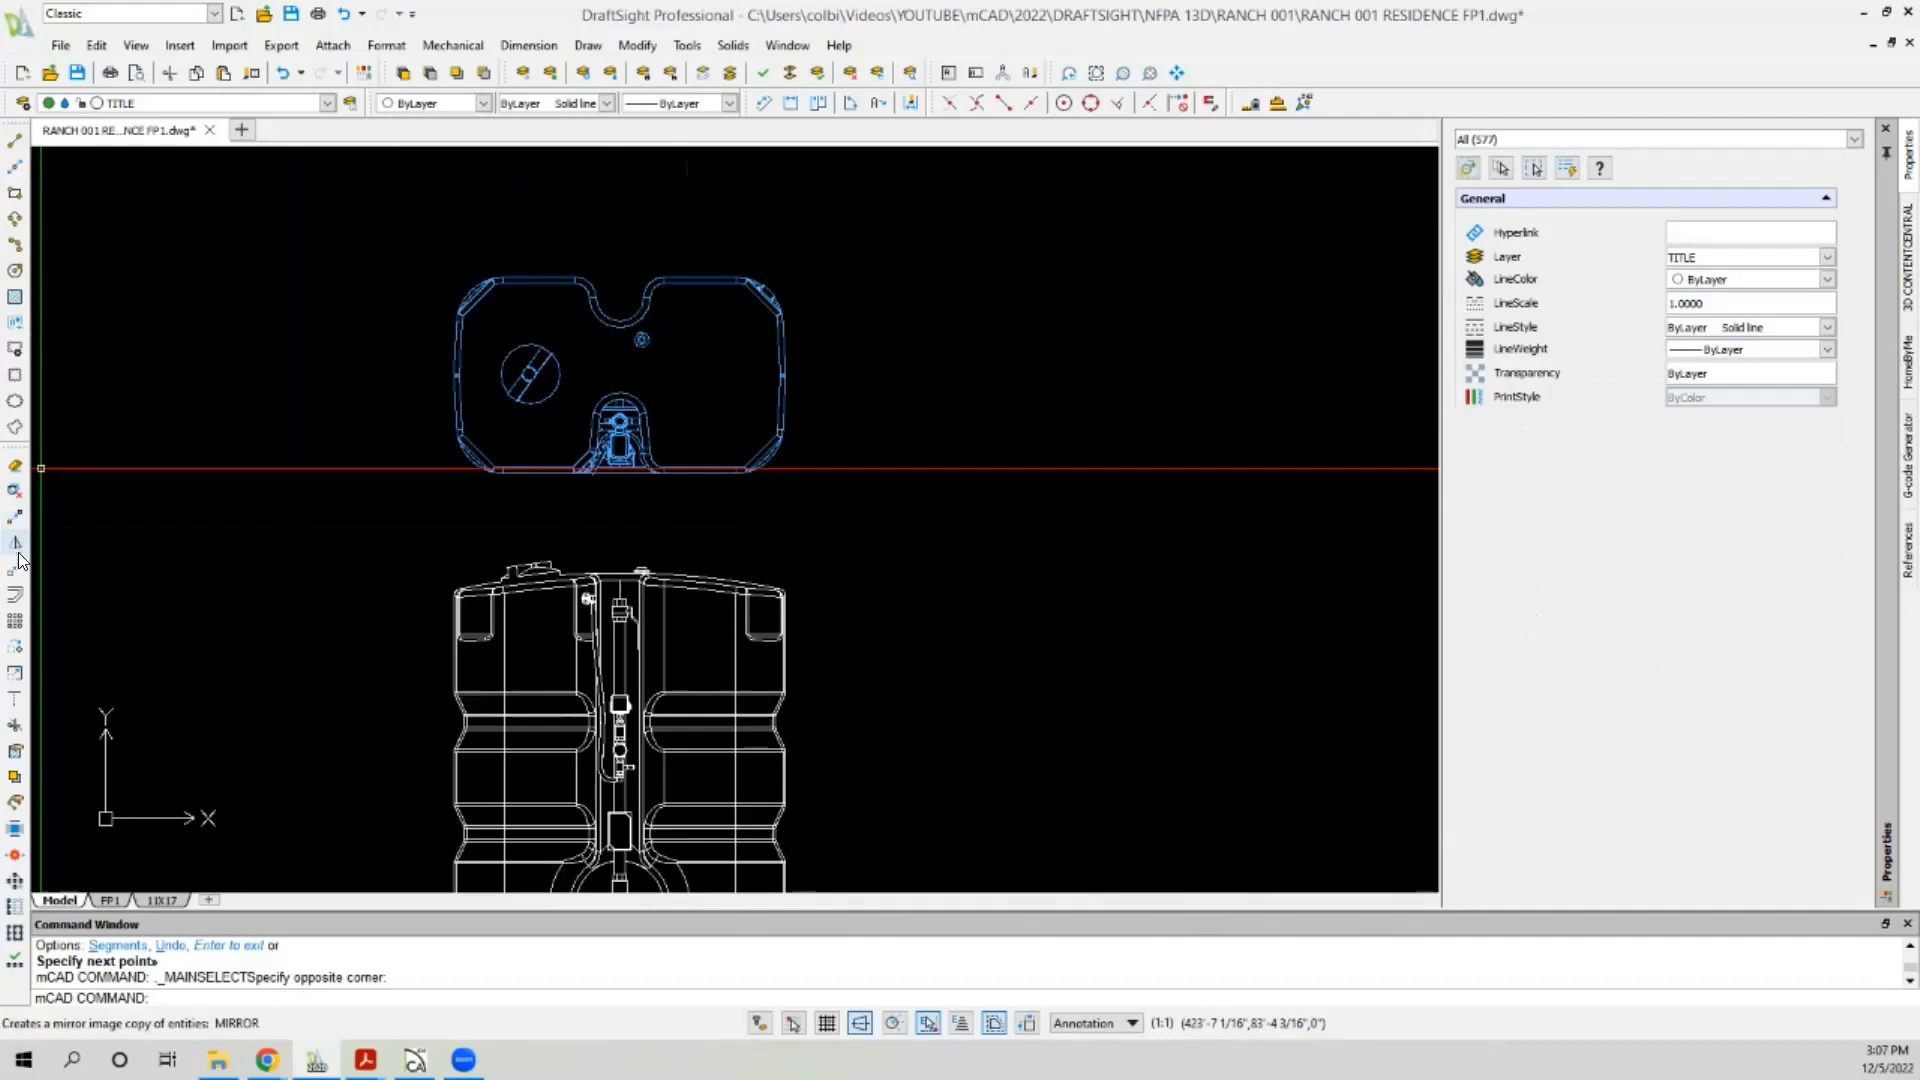 Classic
DraftSight Professional - C:\Users\colbi\Videos\YOUTUBE\mCAD\2022\DRAFTSIGHT\NFPA 13D\RANCH 001\RANCH 001 RESIDENCE FP1.dwg*
File Edit View Insert Import Export Attach Format Mechanical Dimension Draw Modify Tools Solids Window Help
TITLE ByLayer ByLayer Solid line ByLayer
RANCH 001 RE...NCE FP1.dwg*
All (577)
General
Hyperlink
Layer TITLE
LineColor ByLayer
LineScale 1.0000
LineStyle ByLayer Solid line
LineWeight ByLayer
Transparency ByLayer
PrintStyle ByColor
Properties
3D CONTENTCENTRAL
HomeByMe
G-code Generator
References
Properties
Y
X
Model FP1 11X17
Command Window
Options: Segments, Undo, Enter to exit or
Specify next point»
mCAD COMMAND: ._MAINSELECTSpecify opposite corner:
mCAD COMMAND:
Creates a mirror image copy of entities: MIRROR
Annotation (1:1) (423'-7 1/16",83'-4 3/16",0")
zoom
3:07 PM
12/5/2022